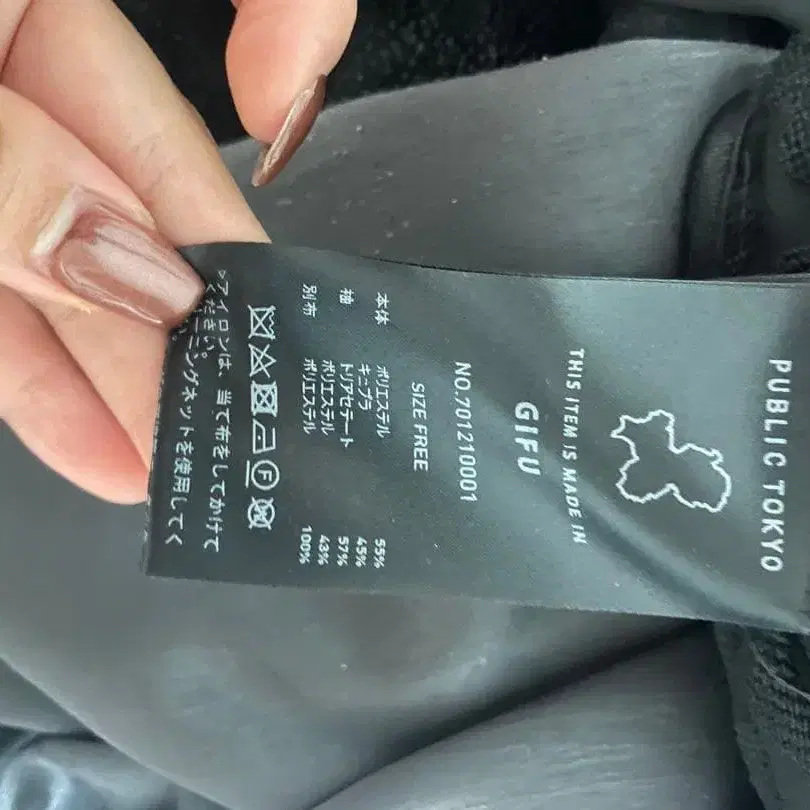 PUBLIC TOKYO
THIS ITEM IS MADE IN
GIFU
NO.701210001
SIZE FREE
本体 ポリエステル 55%
キュプラ 45%
袖 トリアセテート 57%
ポリエステル 43%
別布 ポリエステル 100%
F
アイロンは、当て布をしてかけて
ください。
ニングネットを使用してく